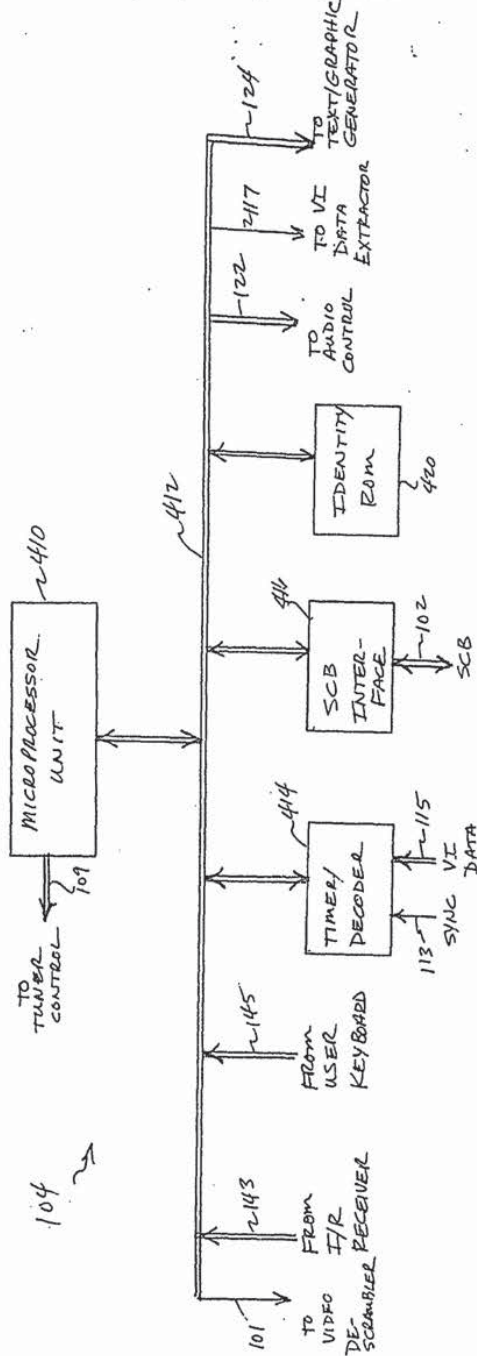 104
MICROPROCESSOR
UNIT
410
TO
TUNER
CONTROL
109
412
101
TO
VIDEO
DE-
SCRAMBLER
143
FROM
I/R
RECEIVER
145
FROM
USER
KEYBOARD
TIMER/
DECODER
414
113
SYNC
115
VI
DATA
SCB
INTER-
FACE
416
102
SCB
IDENTITY
ROM
420
122
TO
AUDIO
CONTROL
117
TO VI
DATA
EXTRACTOR
124
TO
TEXT/GRAPHIC
GENERATOR